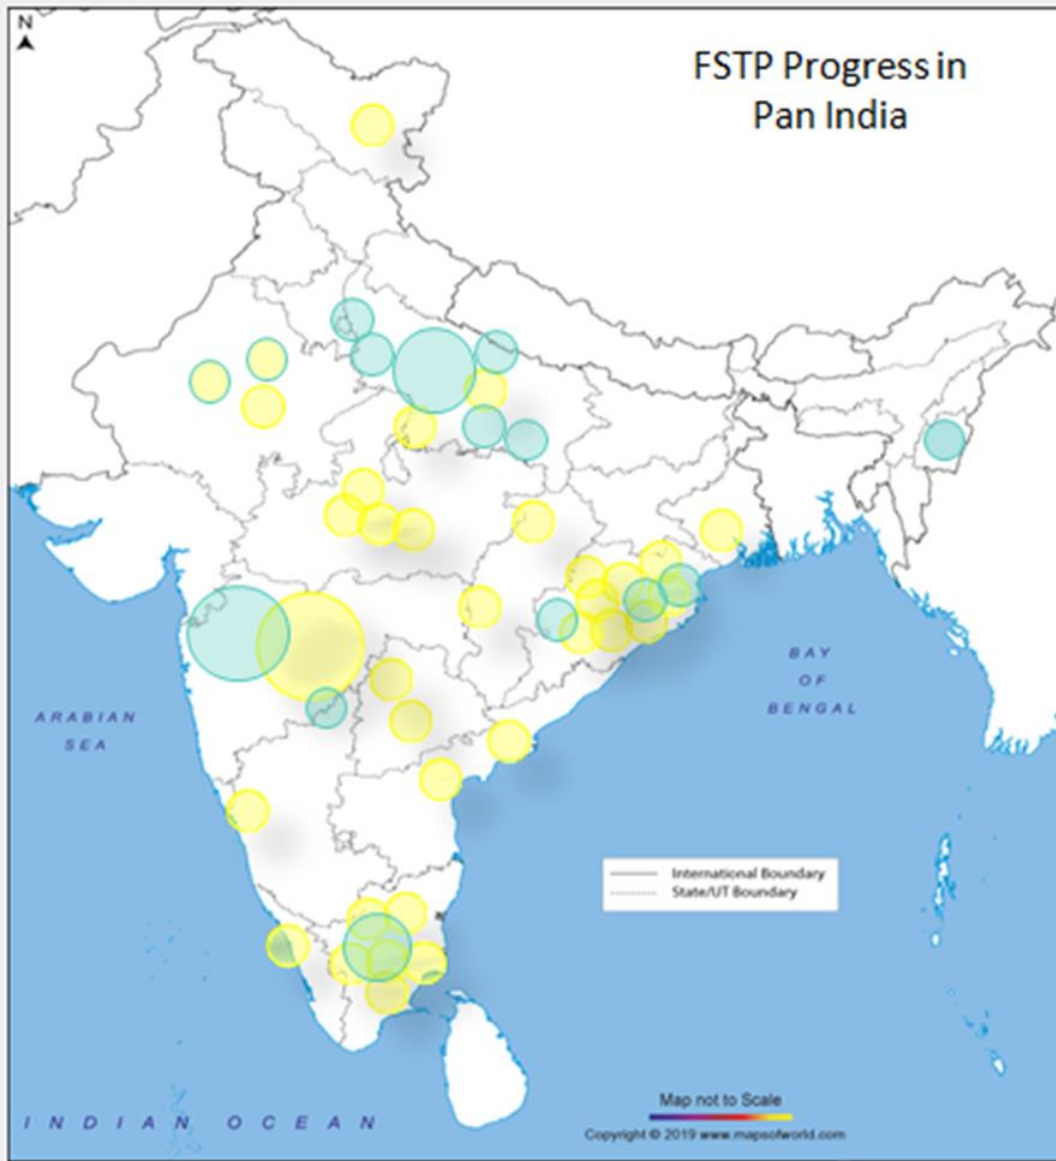 N
FSTP Progress in
Pan India
ARABIAN
SEA
BAY
OF
BENGAL
International Boundary
State/UT Boundary
INDIAN OCEAN
Map not to Scale
Copyright © 2019 www.mapsofworld.com